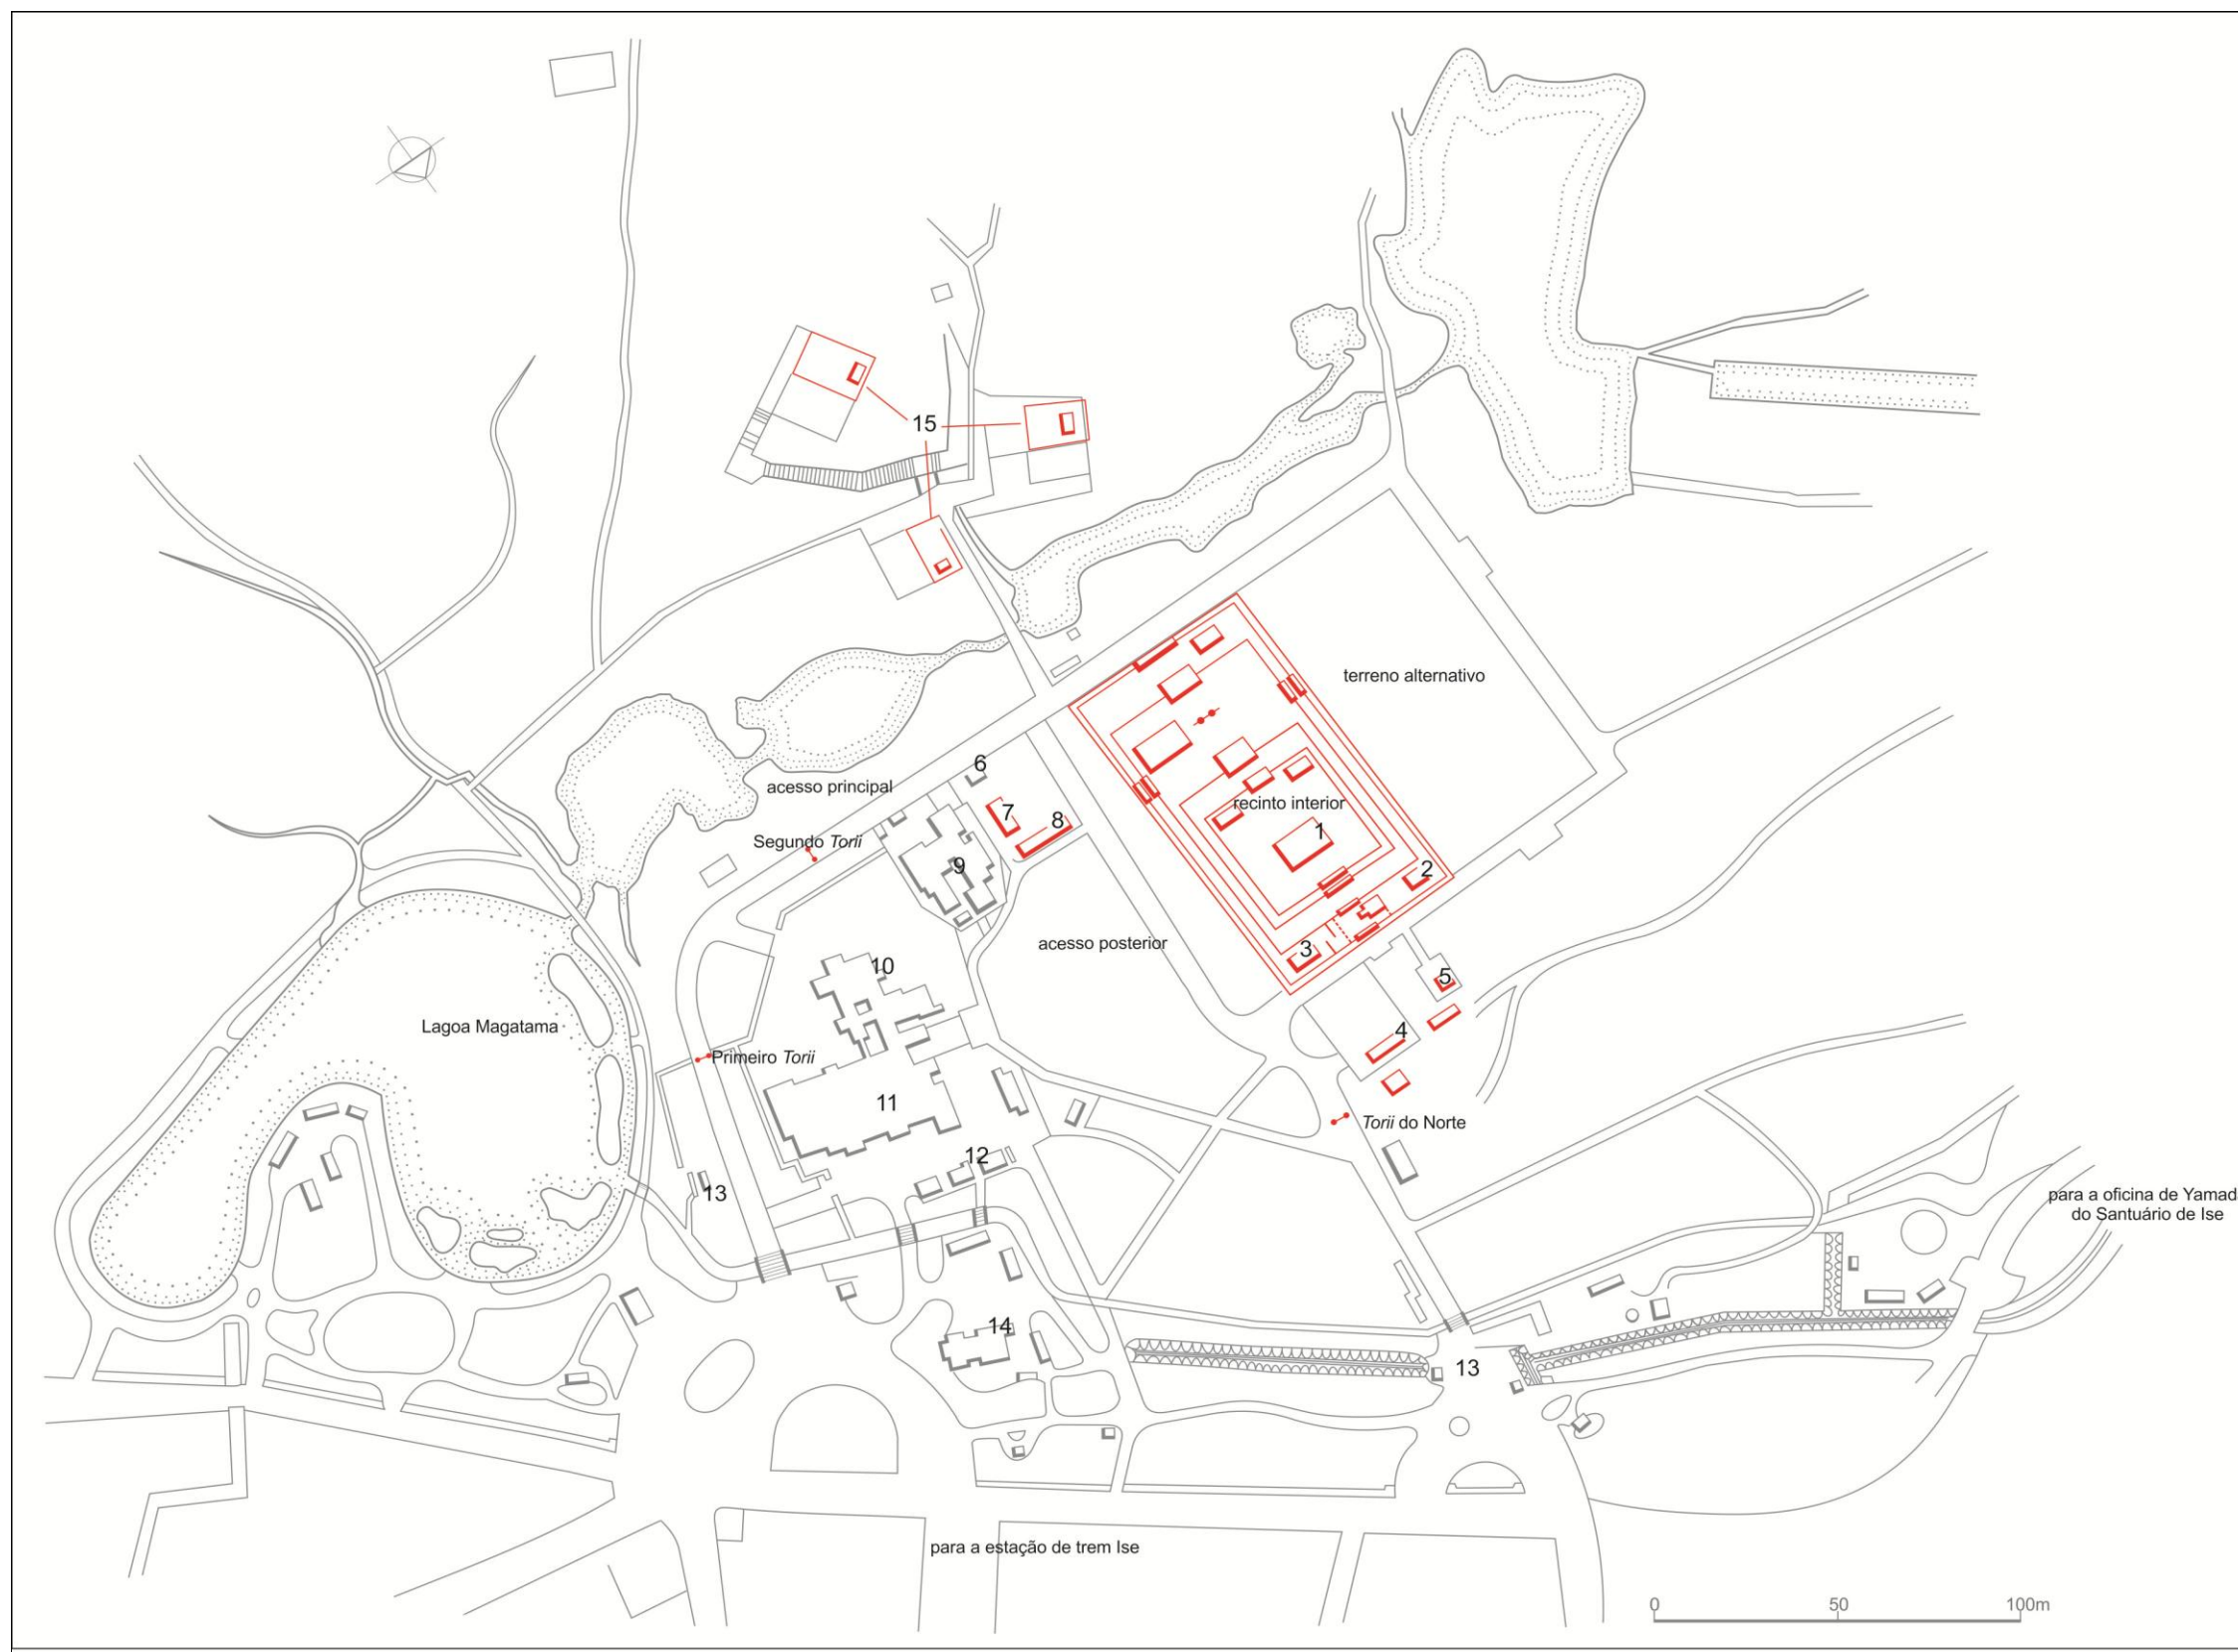 15
terreno alternativo
6
acesso principal
7
recinto interior
8
1
Segundo Torii
9
2
acesso posterior
3
10
5
Lagoa Magatama
4
Primeiro Torii
11
Torii do Norte
12
13
para a oficina de Yamad
do Santuário de Ise
14
13
para a estação de trem Ise
0 50 100m